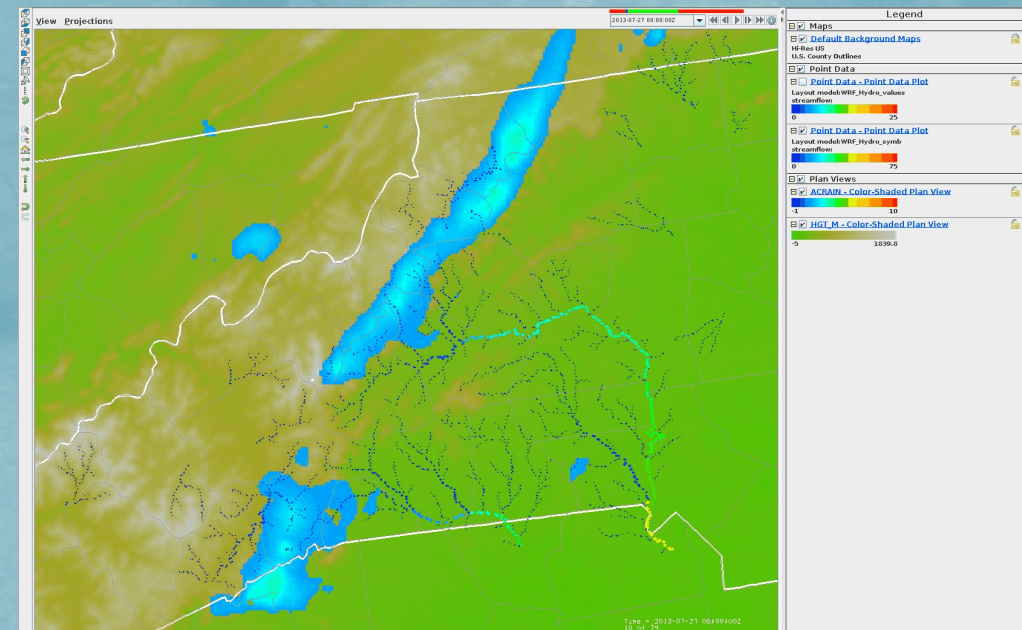 View Projections
2013-07-27 08:00:00Z
Legend
Maps
Default Background Maps
Hi-Res US
U.S. County Outlines
Point Data
Point Data - Point Data Plot
Layout model:WRF_Hydro_values
streamflow:
0 25
Point Data - Point Data Plot
Layout model:WRF_Hydro_symb
streamflow:
0 75
Plan Views
ACRAIN - Color-Shaded Plan View
-1 10
HGT_M - Color-Shaded Plan View
-5 1839.8
Time = 2013-07-27 08:00:00Z
10 of 74